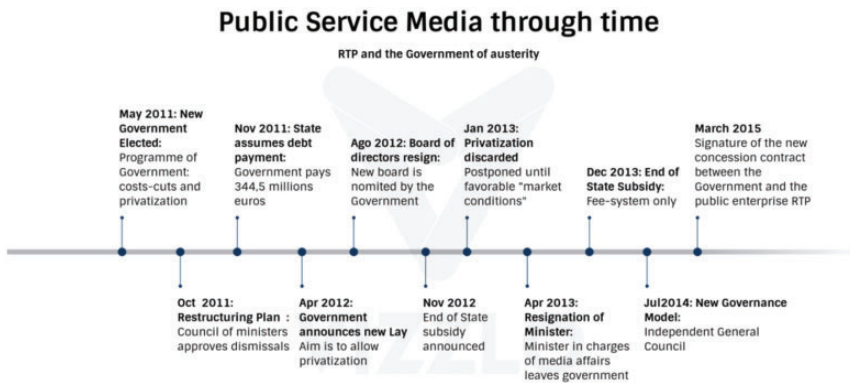 Public Service Media through time
RTP and the Government of austerity
May 2011: New
Government
Elected:
Programme of
Government:
costs-cuts and
privatization
Nov 2011: State
assumes debt
payment:
Government pays
344,5 millions
euros
Ago 2012: Board of
directors resign:
New board is
nomited by the
Government
Jan 2013:
Privatization
discarded
Postponed until
favorable "market
conditions"
Dec 2013: End of
State Subsidy:
Fee-system only
March 2015
Signature of the new
concession contract
between the
Government and the
public enterprise RTP
Oct 2011:
Restructuring Plan :
Council of ministers
approves dismissals
Apr 2012:
Government
announces new Lay
Aim is to allow
privatization
Nov 2012
End of State
subsidy
announced
Apr 2013:
Resignation of
Minister:
Minister in charges
of media affairs
leaves government
Jul2014: New Governance
Model:
Independent General
Council